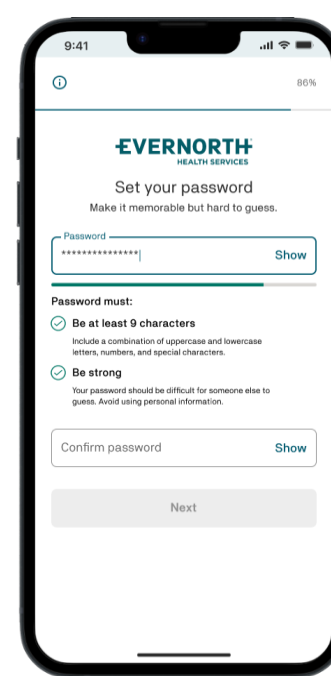 9:41
86%
EVERNORTH
HEALTH SERVICES
Set your password
Make it memorable but hard to guess.
Password
*************** Show
Password must:
Be at least 9 characters
Include a combination of uppercase and lowercase
letters, numbers, and special characters.
Be strong
Your password should be difficult for someone else to
guess. Avoid using personal information.
Confirm password Show
Next